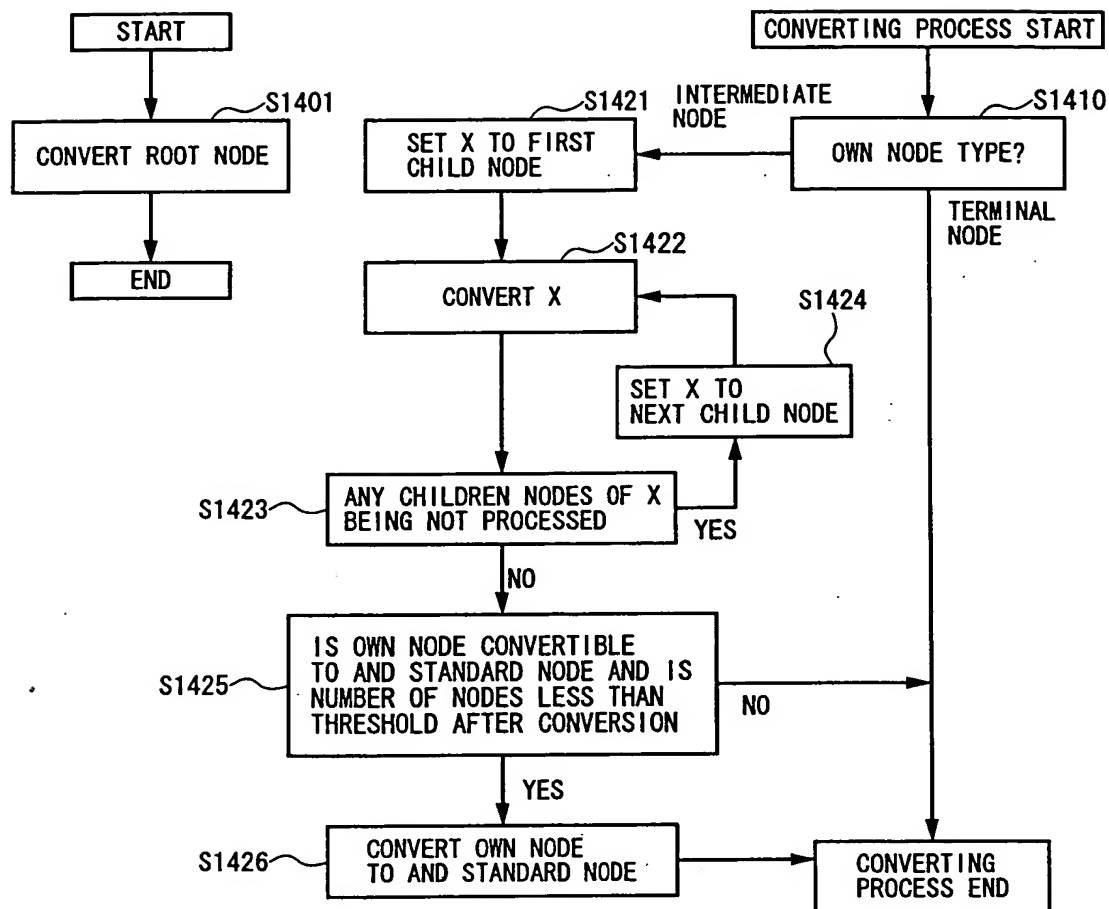 START
S1401
CONVERT ROOT NODE
END
CONVERTING PROCESS START
S1410
OWN NODE TYPE?
INTERMEDIATE
NODE
TERMINAL
NODE
S1421
SET X TO FIRST
CHILD NODE
S1422
CONVERT X
S1424
SET X TO
NEXT CHILD NODE
S1423
ANY CHILDREN NODES OF X
BEING NOT PROCESSED
YES
NO
S1425
IS OWN NODE CONVERTIBLE
TO AND STANDARD NODE AND IS
NUMBER OF NODES LESS THAN
THRESHOLD AFTER CONVERSION
NO
YES
S1426
CONVERT OWN NODE
TO AND STANDARD NODE
CONVERTING
PROCESS END